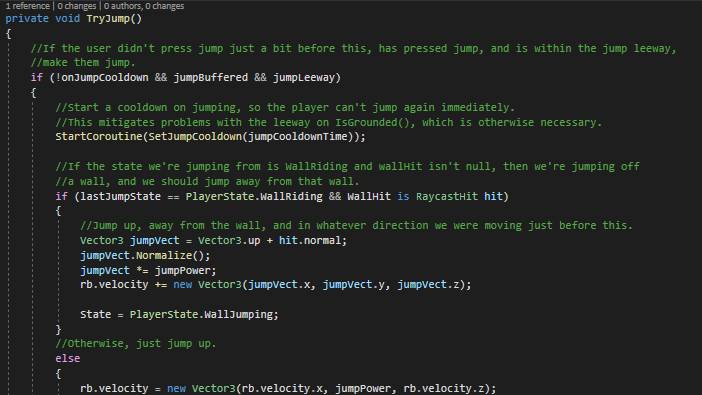 1 reference | 0 changes | 0 authors, 0 changes
private void TryJump()
{
//If the user didn't press jump just a bit before this, has pressed jump, and is within the jump leeway,
//make them jump.
if (!onJumpCooldown && jumpBuffered && jumpLeeway)
{
//Start a cooldown on jumping, so the player can't jump again immediately.
//This mitigates problems with the leeway on IsGrounded(), which is otherwise necessary.
StartCoroutine(SetJumpCooldown(jumpCooldownTime));
//If the state we're jumping from is WallRiding and wallHit isn't null, then we're jumping off
//a wall, and we should jump away from that wall.
if (lastJumpState == PlayerState.WallRiding && WallHit is RaycastHit hit)
{
//Jump up, away from the wall, and in whatever direction we were moving just before this.
Vector3 jumpVect = Vector3.up + hit.normal;
jumpVect.Normalize();
jumpVect *= jumpPower;
rb.velocity += new Vector3(jumpVect.x, jumpVect.y, jumpVect.z);
State = PlayerState.WallJumping;
}
//Otherwise, just jump up.
else
{
rb.velocity = new Vector3(rb.velocity.x, jumpPower, rb.velocity.z);